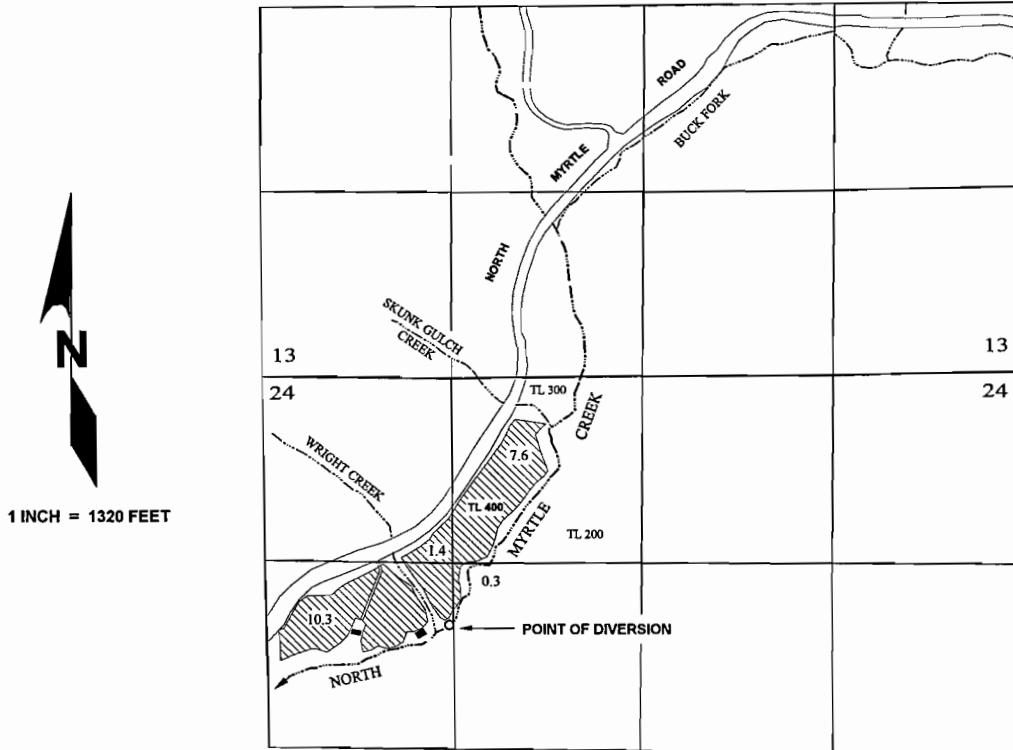 ROAD
BUCK FORK
MYRTLE
NORTH
SKUNK GULCH
CREEK
13
13
N
24
TL 300
24
CREEK
7.6
WRIGHT CREEK
TL 400
1 INCH = 1320 FEET
MYRTLE
TL 200
1.4
0.3
10.3
POINT OF DIVERSION
NORTH